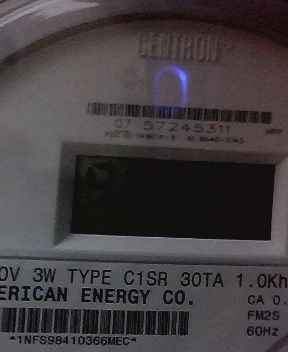 CENTRON
07 57245311
0V 3W TYPE C1SR 30TA 1.0Kh
ERICAN ENERGY CO.
CA 0.
FM2S
60Hz
*1NFS98410366MEC*